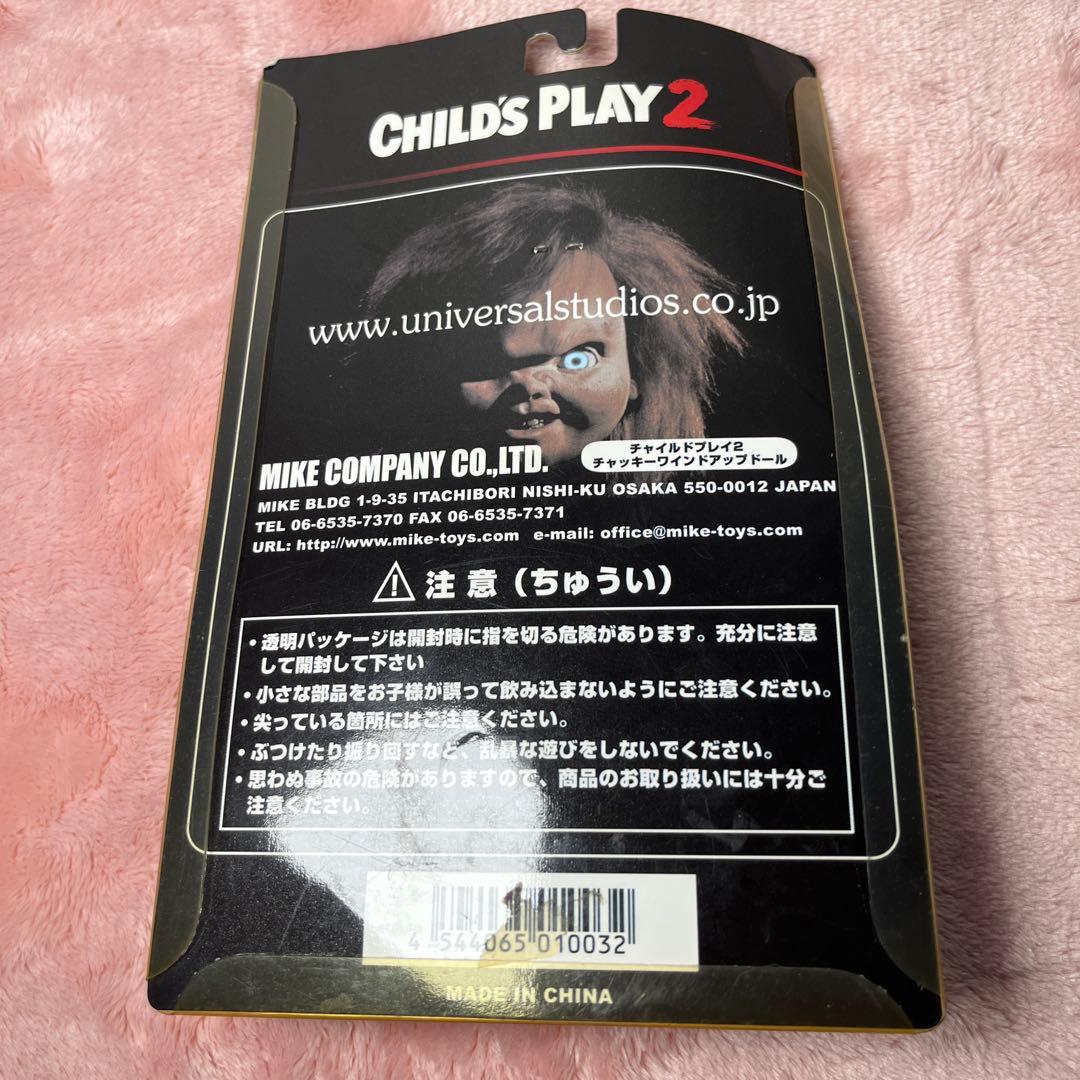 CHILD'S PLAY 2
www.universalstudios.co.jp
チャイルドプレイ2
チャッキーワインドアップドール
MIKE COMPANY CO.,LTD.
MIKE BLDG 1-9-35 ITACHIBORI NISHI-KU OSAKA 550-0012 JAPAN
TEL 06-6535-7370 FAX 06-6535-7371
URL: http://www.mike-toys.com e-mail: office@mike-toys.com
注意(ちゅうい)
・透明パッケージは開封時に指を切る危険があります。充分に注意
して開封して下さい
・小さな部品をお子様が誤って飲み込まないようにご注意ください。
・尖っている箇所にはご注意ください。
・ぶつけたり振り回すなど、乱暴な遊びをしないでください。
・思わぬ事故の危険がありますので、商品のお取り扱いには十分ご
注意ください。
4 544065 010032
MADE IN CHINA